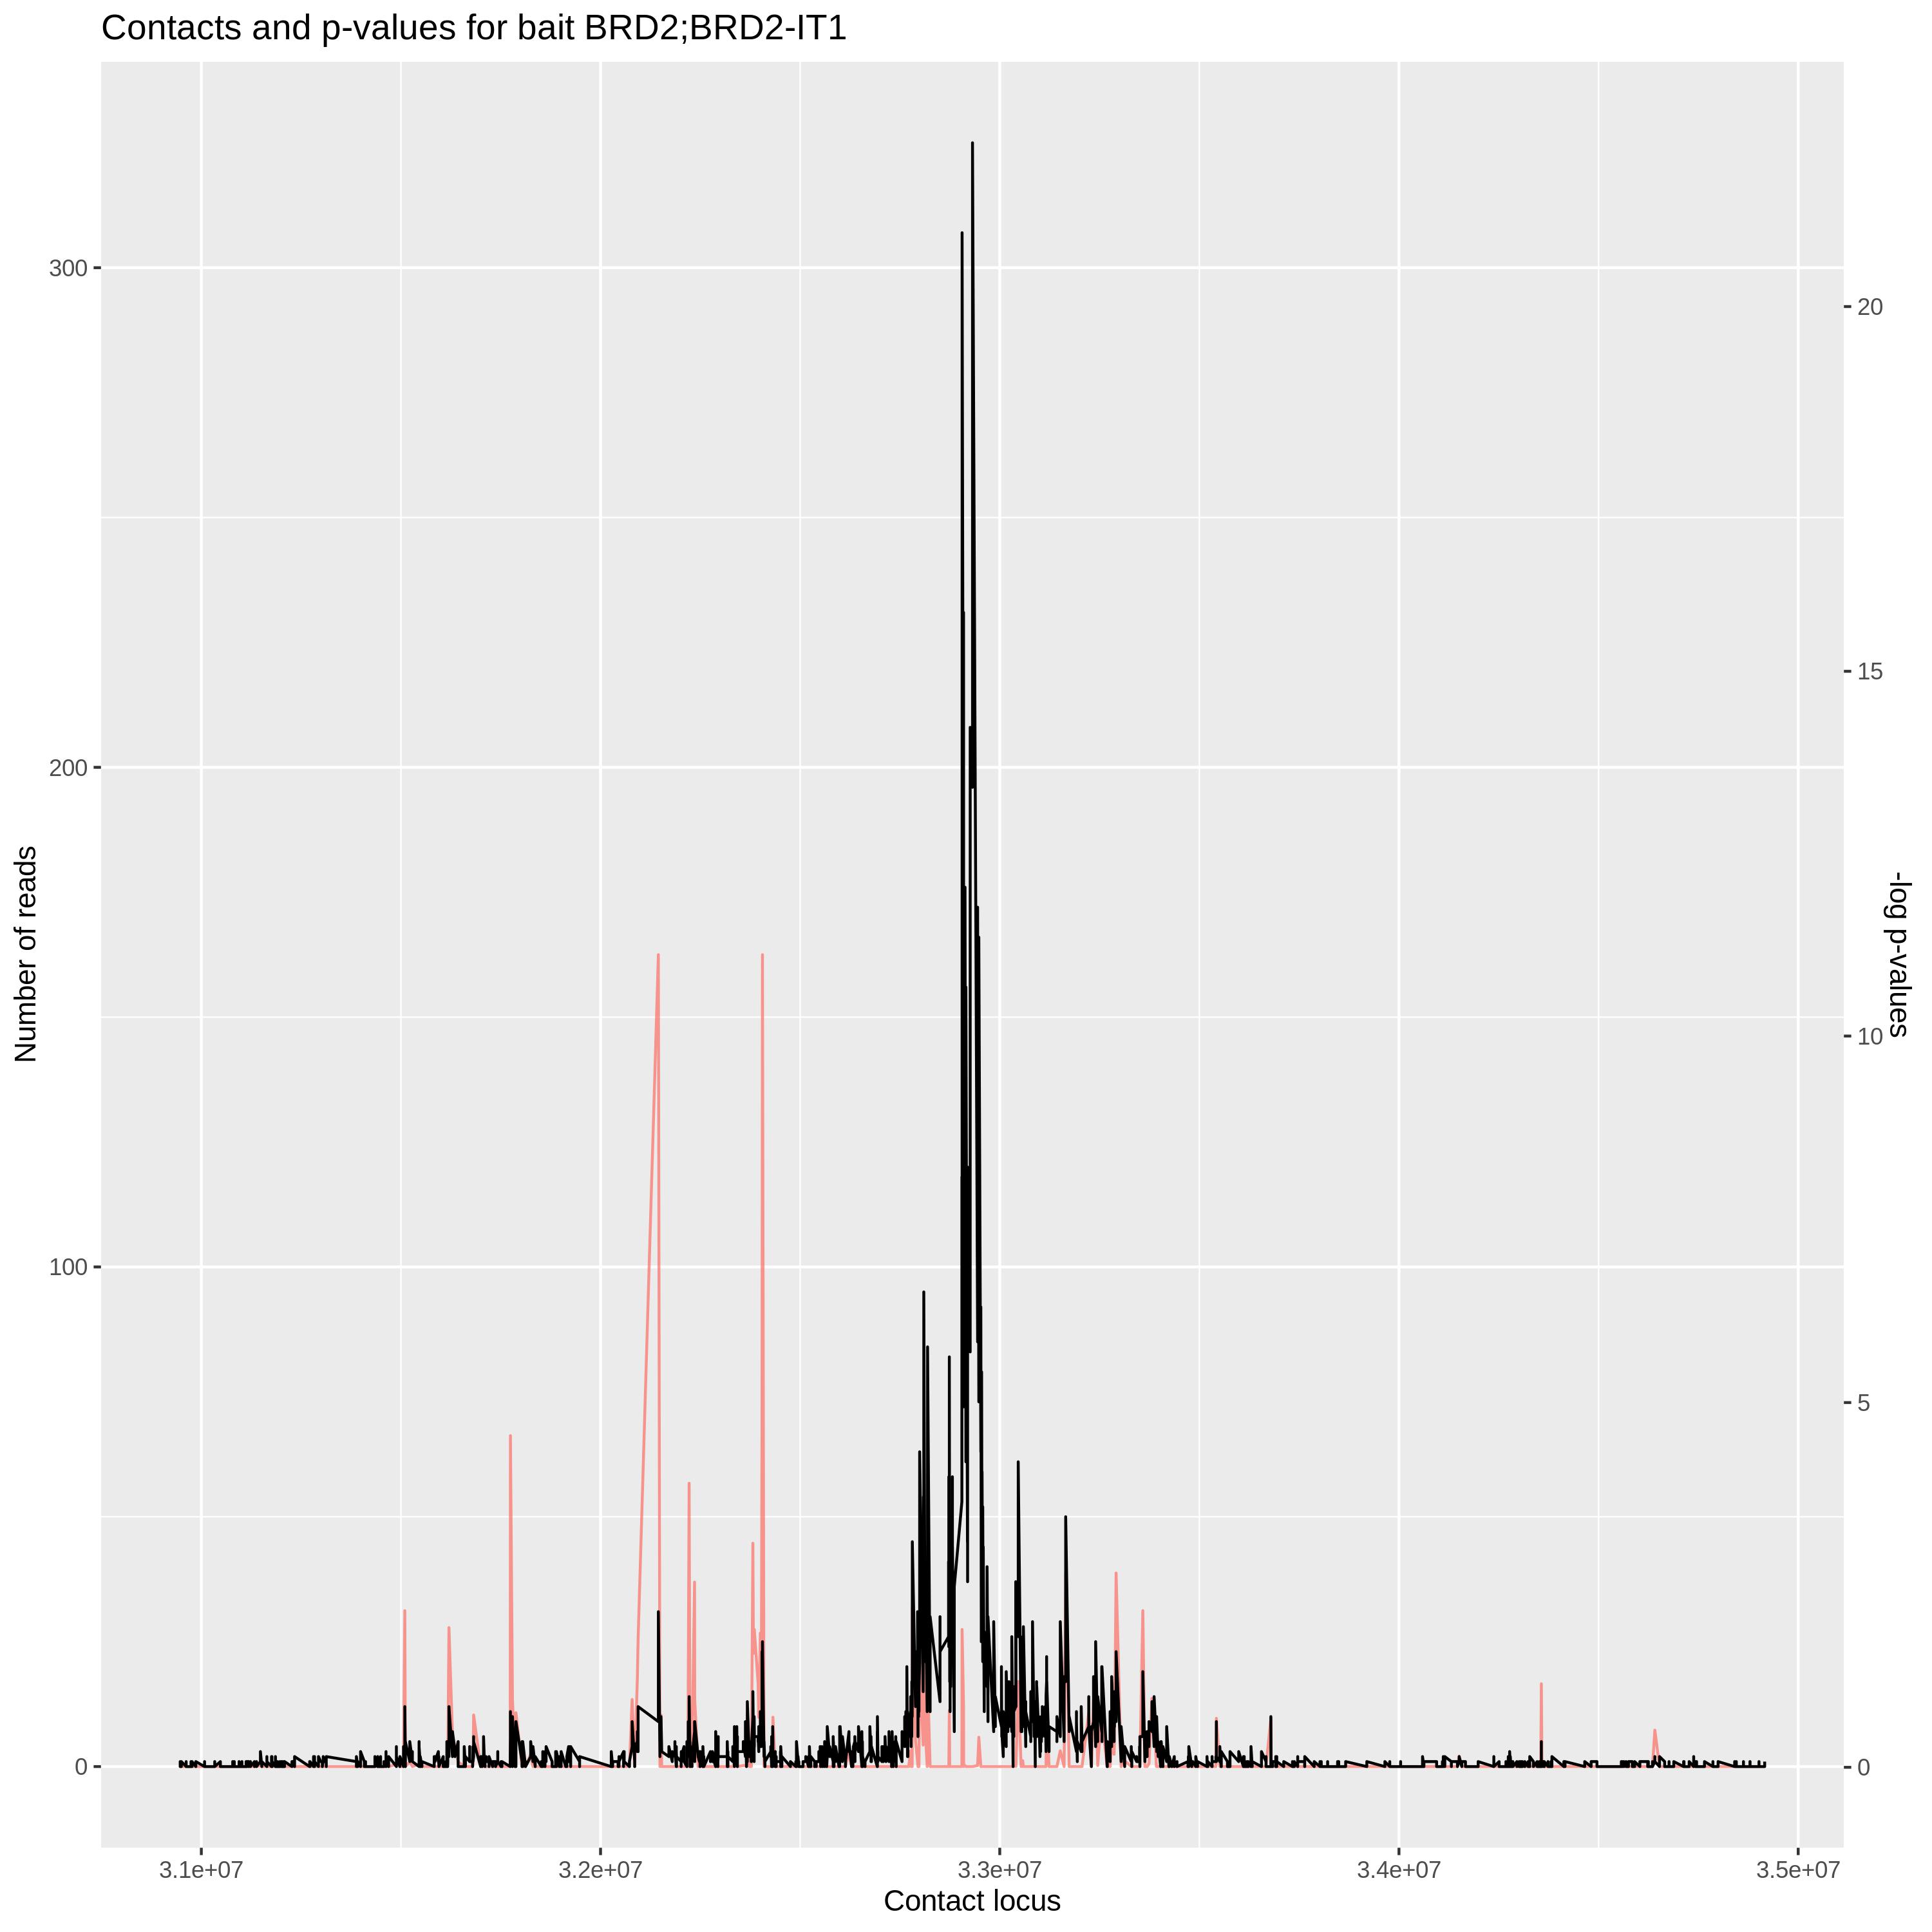 Contacts and p-values for bait BRD2;BRD2-IT1
300
200
100
0
Number of reads
20
15
10
5
0
-log p-values
3.1e+07
3.2e+07
3.3e+07
3.4e+07
3.5e+07
Contact locus